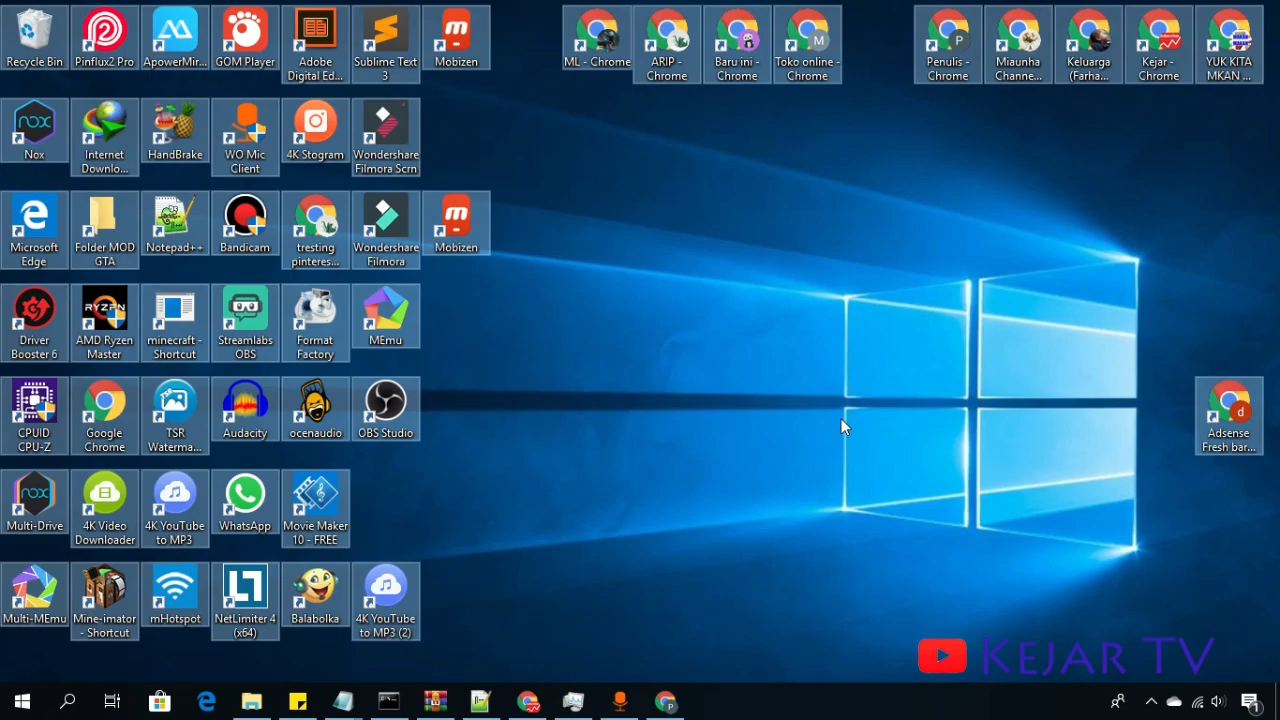 Recycle Bin
Pinflux2 Pro
ApowerMir...
GOM Player
Adobe
Digital Ed...
Sublime Text
3
Mobizen
ML - Chrome
ARIP -
Chrome
Baru ini -
Chrome
M
Toko online -
Chrome
P
Penulis -
Chrome
Miaunha
Channe...
Keluarga
(Farha...
Kejar -
Chrome
YUK KITA
MKAN ...
nox
Nox
Internet
Downlo...
HandBrake
WO Mic
Client
4K Stogram
Wondershare
Filmora Scrn
Microsoft
Edge
Folder MOD
GTA
Notepad++
Bandicam
tresting
pinteres...
Wondershare
Filmora
Mobizen
Driver
Booster 6
RYZEN
AMD Ryzen
Master
minecraft -
Shortcut
Streamlabs
OBS
Format
Factory
MEmu
CPUID
CPU-Z
Google
Chrome
TSR
Waterma...
Audacity
ocenaudio
OBS Studio
d
Adsense
Fresh bar...
nox
Multi-Drive
4K Video
Downloader
4K YouTube
to MP3
WhatsApp
Movie Maker
10 - FREE
Multi-MEmu
Mine-imator
- Shortcut
mHotspot
NetLimiter 4
(x64)
Balabolka
4K YouTube
to MP3 (2)
KEJAR TV
P
1